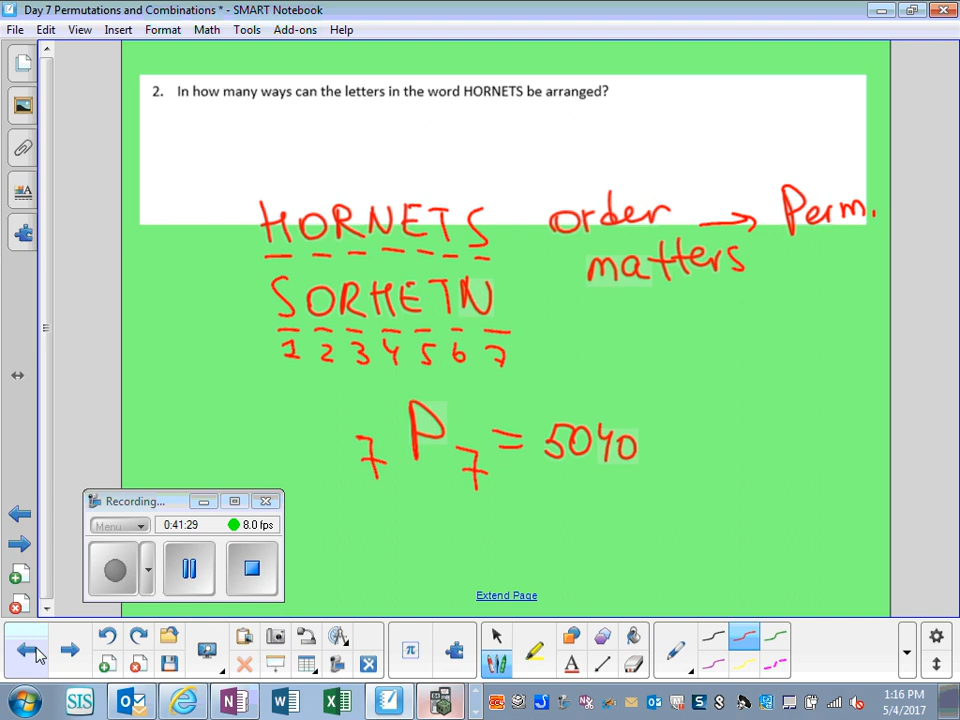 Day 7 Permutations and Combinations * - SMART Notebook
File Edit View Insert Format Math Tools Add-ons Help
2. In how many ways can the letters in the word HORNETS be arranged?
HORNETS order → Perm.
matters
SORHETN
1 2 3 4 5 6 7
7 P 7 = 5040
Recording...
Menu 0:41:29 8.0 fps
Extend Page
π
A
SIS
1:16 PM
5/4/2017